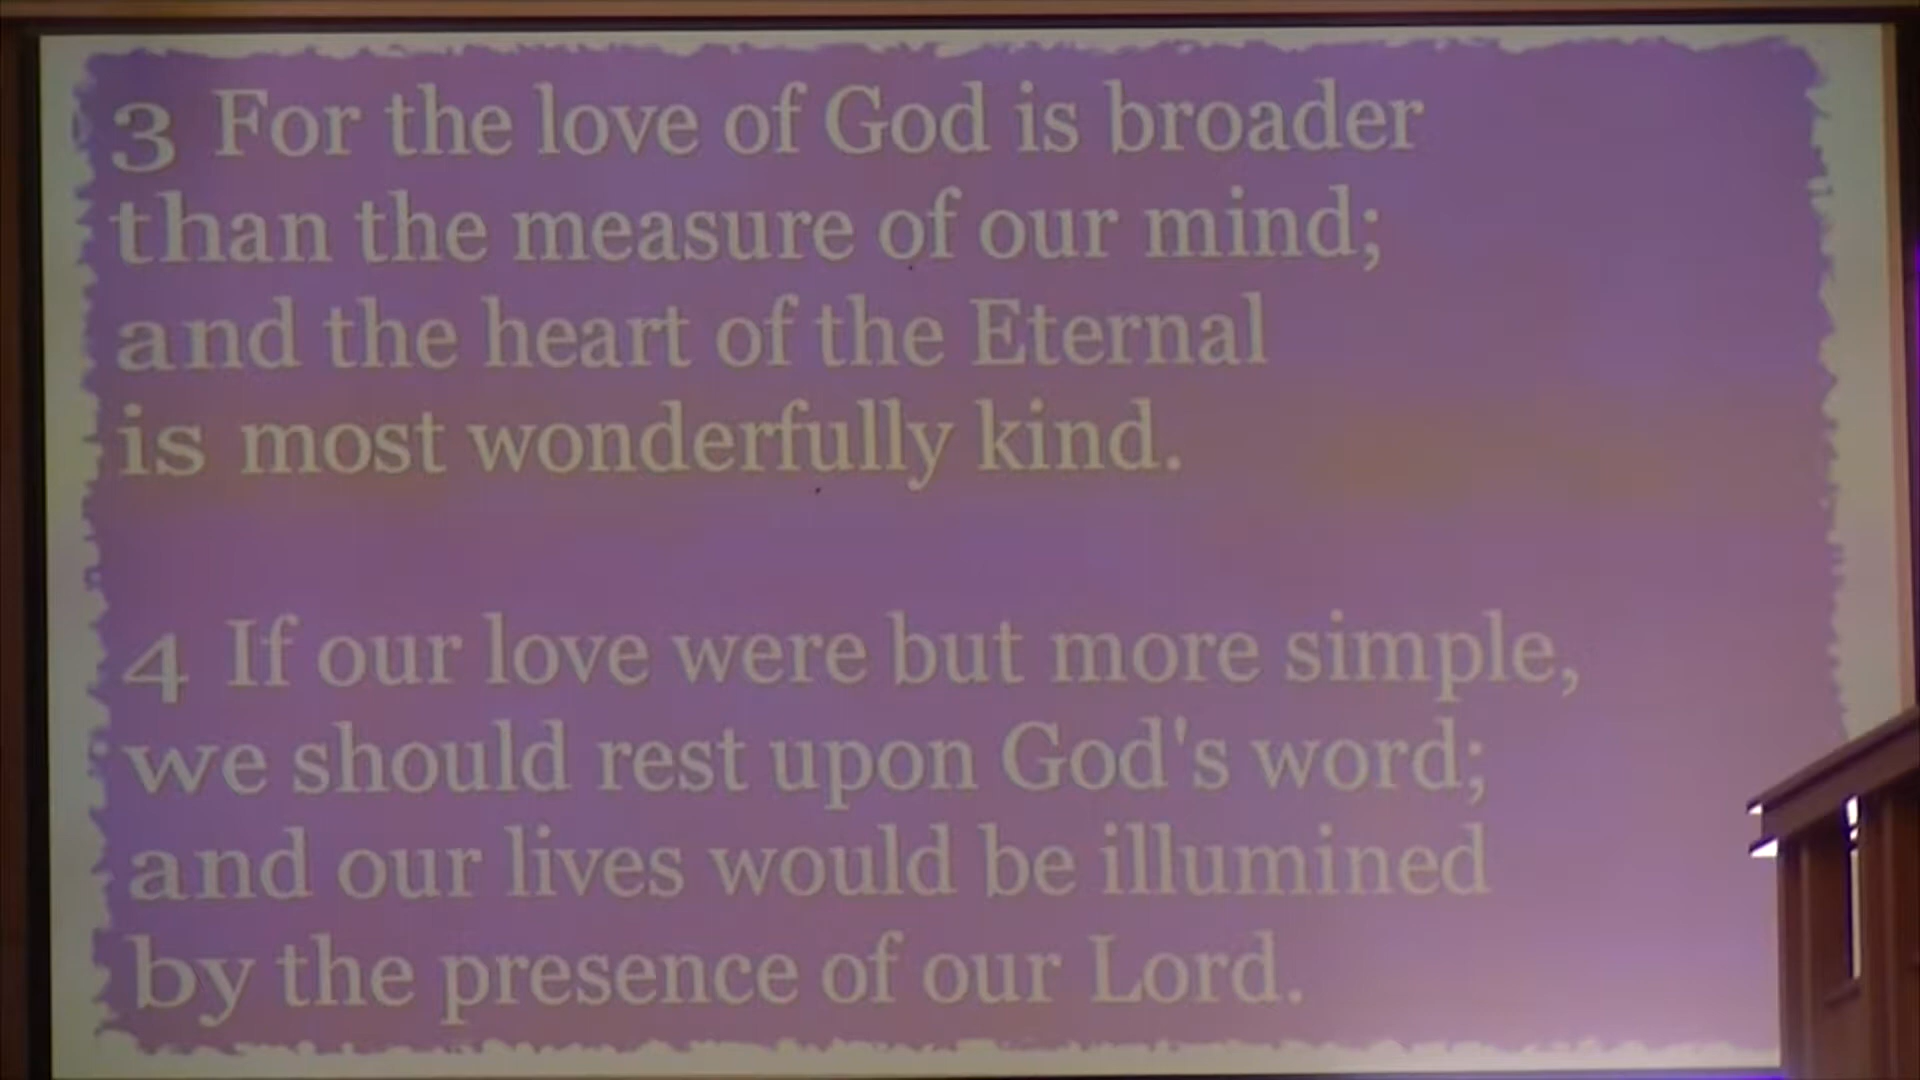 3 For the love of God is broader
than the measure of our mind;
and the heart of the Eternal
is most wonderfully kind.
4 If our love were but more simple,
we should rest upon God's word;
and our lives would be illumined
by the presence of our Lord.